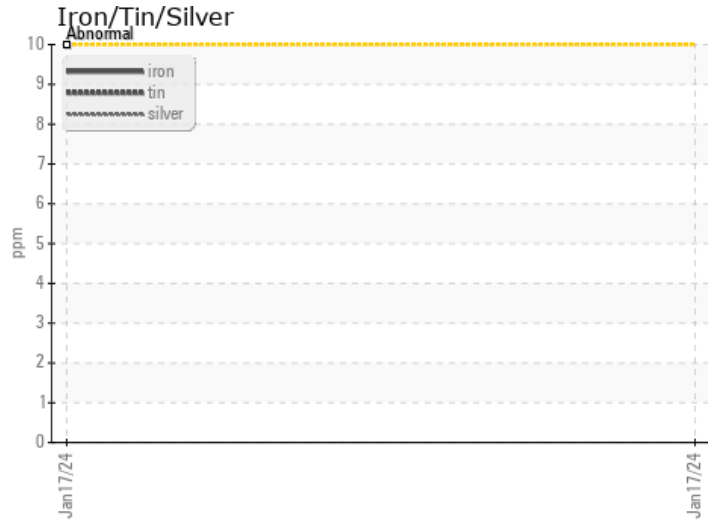 Iron/Tin/Silver
Abnormal
iron
tin
silver
10
9
8
7
6
5
4
3
2
1
0
ppm
Jan17/24
Jan17/24